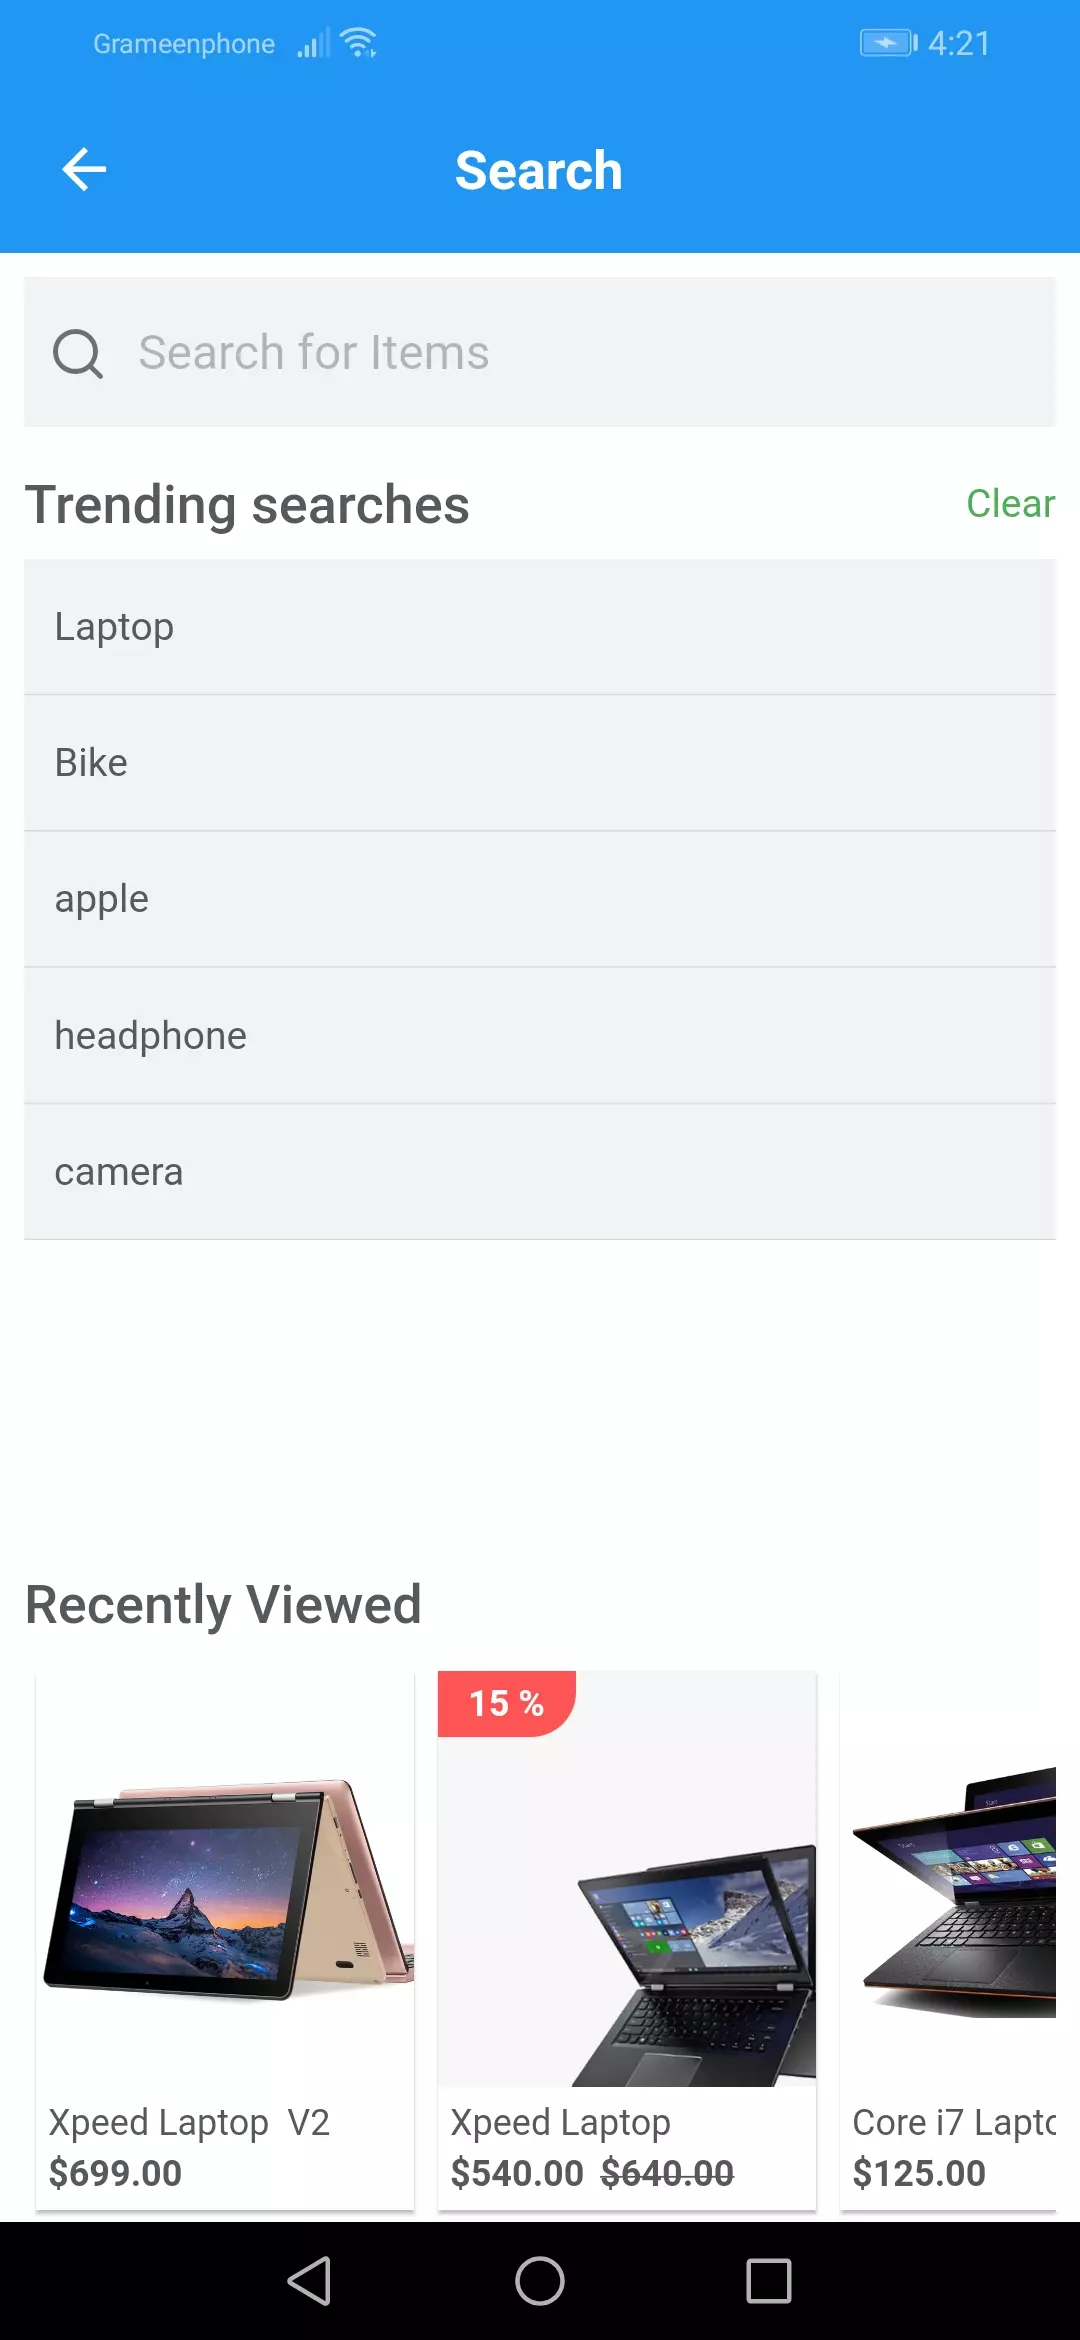 Grameenphone 4:21
Search
Search for Items
Trending searches Clear
Laptop
Bike
apple
headphone
camera
Recently Viewed
15 %
Xpeed Laptop V2
$699.00
Xpeed Laptop
$540.00 $640.00
Core i7 Lapto
$125.00